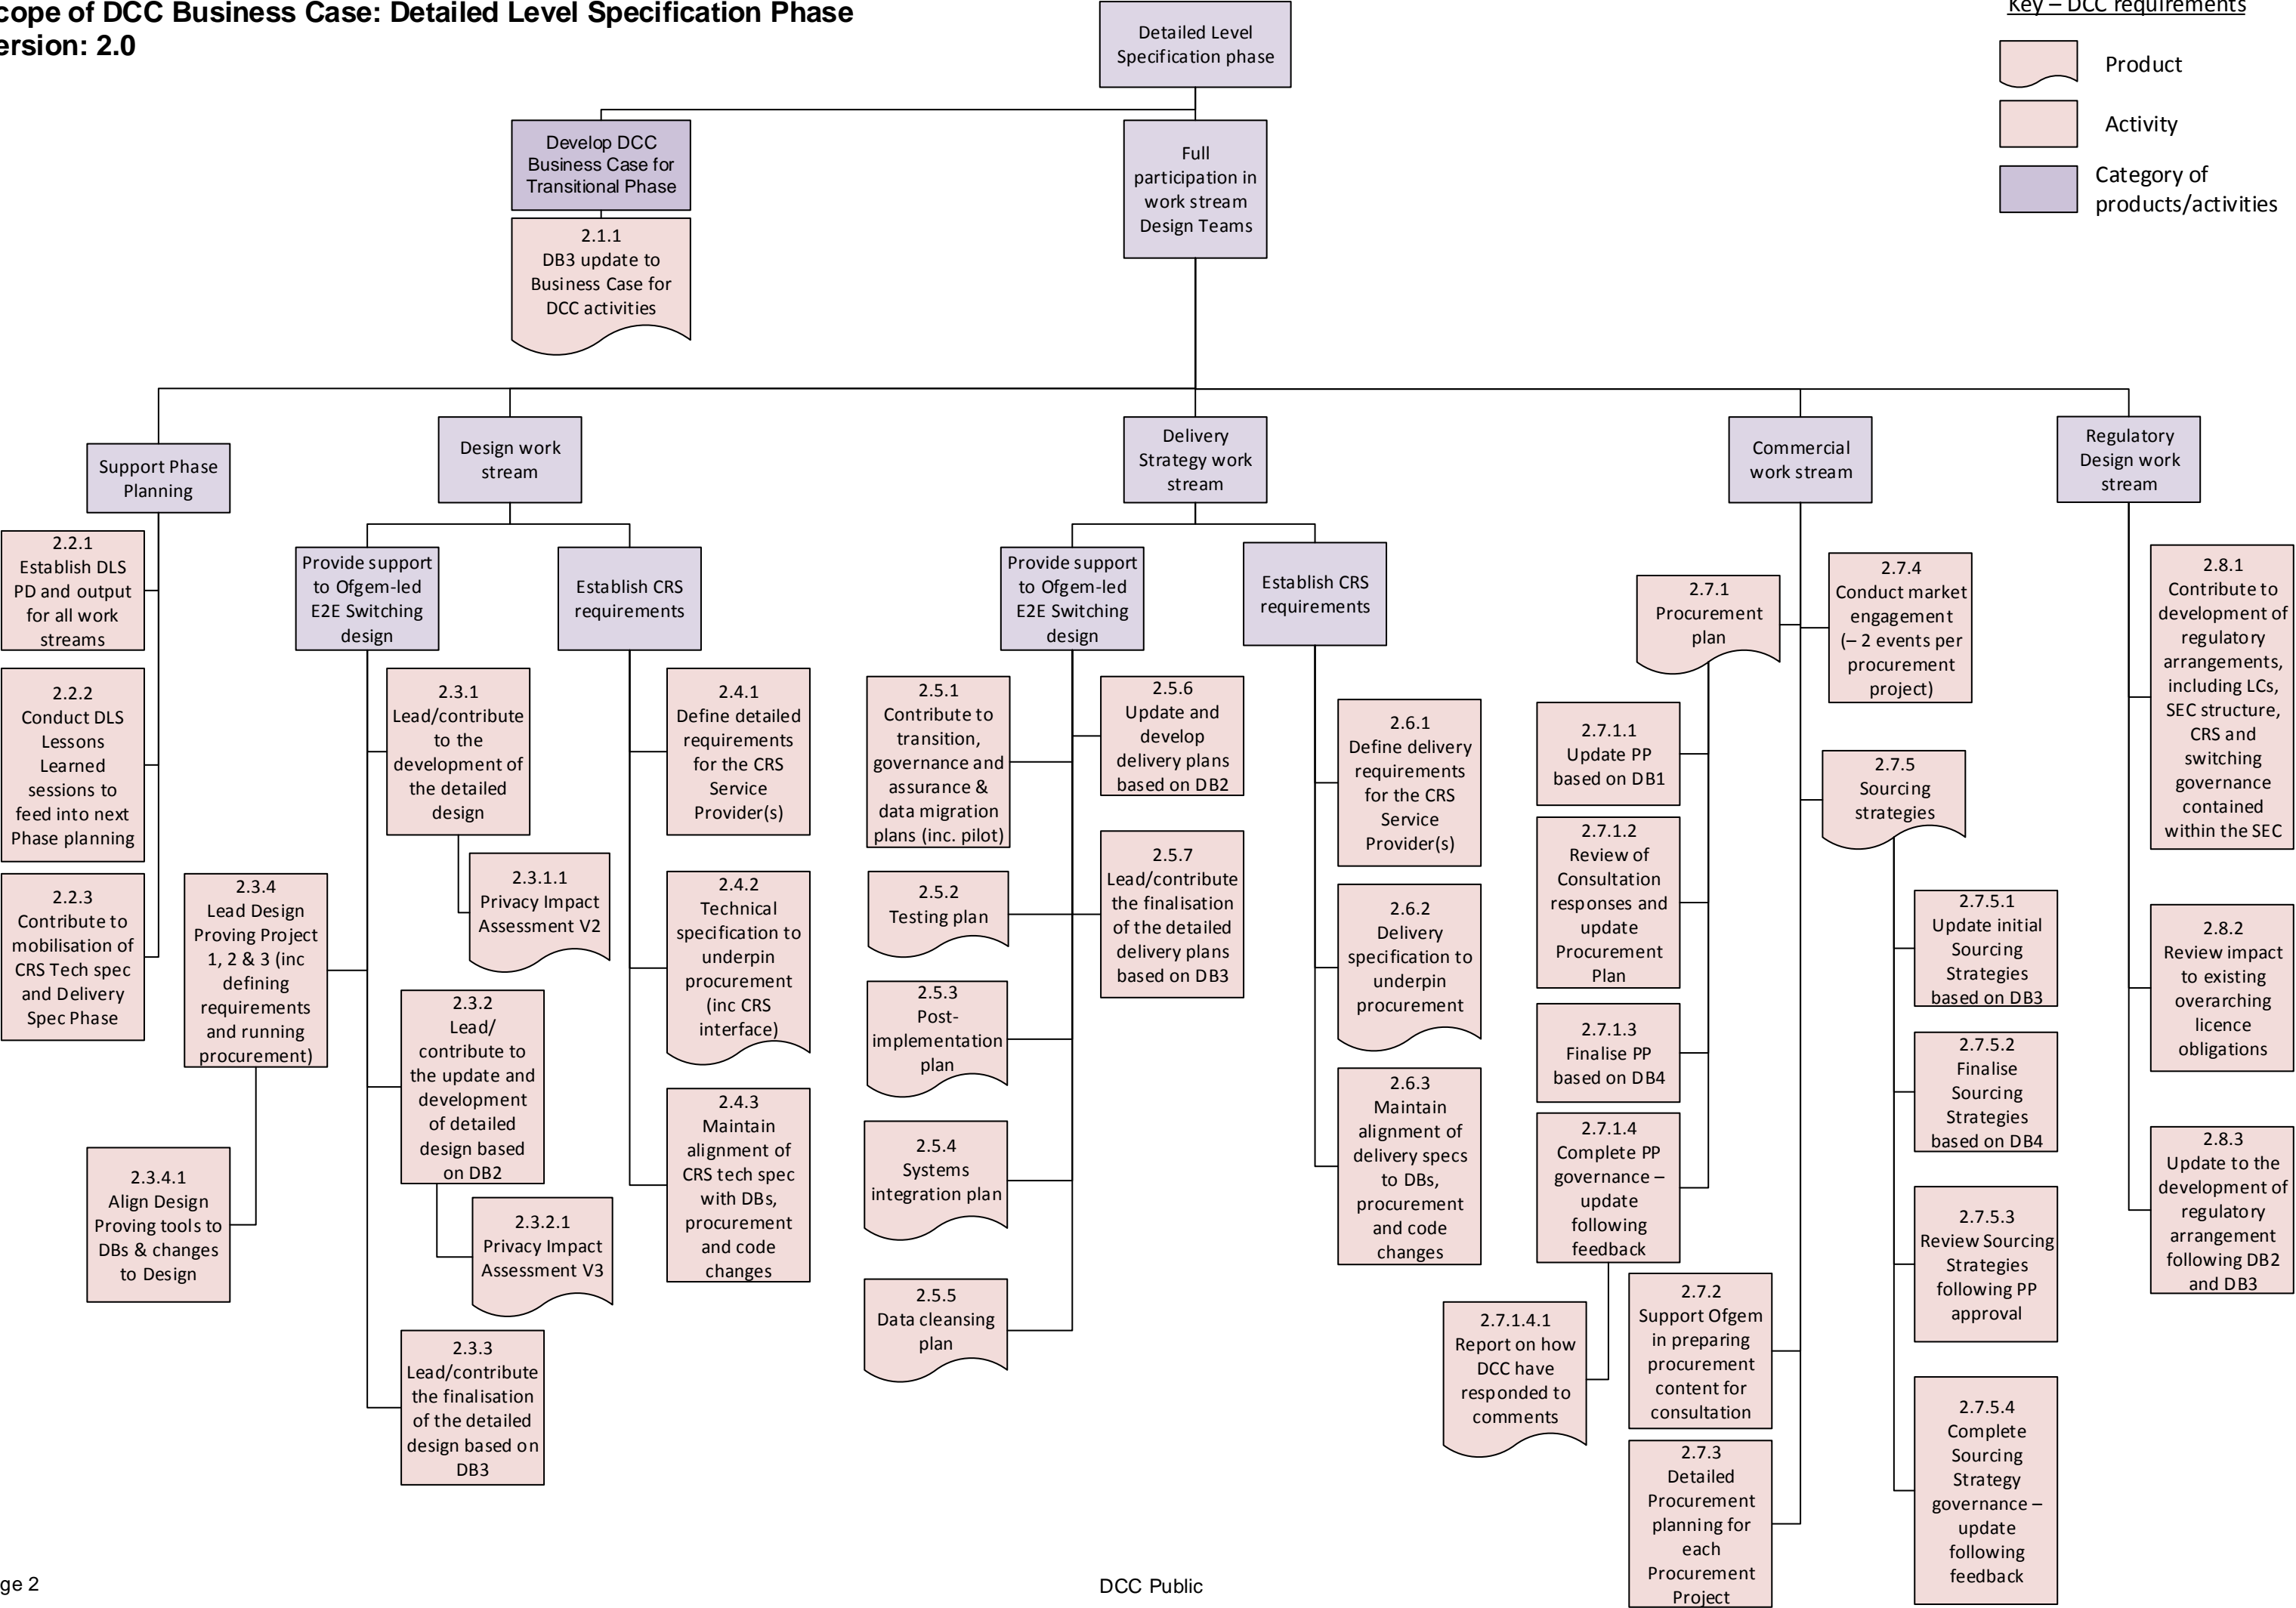 cope of DCC Business Case: Detailed Level Specification Phase
ersion: 2.0
Key – DCC requirements
Product
Activity
Category of
products/activities
Detailed Level
Specification phase
Develop DCC
Business Case for
Transitional Phase
Full
participation in
work stream
Design Teams
2.1.1
DB3 update to
Business Case for
DCC activities
Support Phase
Planning
Design work
stream
Delivery
Strategy work
stream
Commercial
work stream
Regulatory
Design work
stream
2.2.1
Establish DLS
PD and output
for all work
streams
2.2.2
Conduct DLS
Lessons
Learned
sessions to
feed into next
Phase planning
2.2.3
Contribute to
mobilisation of
CRS Tech spec
and Delivery
Spec Phase
Provide support
to Ofgem-led
E2E Switching
design
Establish CRS
requirements
2.3.1
Lead/contribute
to the
development of
the detailed
design
2.3.1.1
Privacy Impact
Assessment V2
2.3.4
Lead Design
Proving Project
1, 2 & 3 (inc
defining
requirements
and running
procurement)
2.3.4.1
Align Design
Proving tools to
DBs & changes
to Design
2.3.2
Lead/
contribute to
the update and
development
of detailed
design based
on DB2
2.3.2.1
Privacy Impact
Assessment V3
2.3.3
Lead/contribute
the finalisation
of the detailed
design based on
DB3
2.4.1
Define detailed
requirements
for the CRS
Service
Provider(s)
2.4.2
Technical
specification to
underpin
procurement
(inc CRS
interface)
2.4.3
Maintain
alignment of
CRS tech spec
with DBs,
procurement
and code
changes
Provide support
to Ofgem-led
E2E Switching
design
Establish CRS
requirements
2.5.1
Contribute to
transition,
governance and
assurance &
data migration
plans (inc. pilot)
2.5.2
Testing plan
2.5.3
Post-
implementation
plan
2.5.4
Systems
integration plan
2.5.5
Data cleansing
plan
2.5.6
Update and
develop
delivery plans
based on DB2
2.5.7
Lead/contribute
the finalisation
of the detailed
delivery plans
based on DB3
2.6.1
Define delivery
requirements
for the CRS
Service
Provider(s)
2.6.2
Delivery
specification to
underpin
procurement
2.6.3
Maintain
alignment of
delivery specs
to DBs,
procurement
and code
changes
2.7.1
Procurement
plan
2.7.1.1
Update PP
based on DB1
2.7.1.2
Review of
Consultation
responses and
update
Procurement
Plan
2.7.1.3
Finalise PP
based on DB4
2.7.1.4
Complete PP
governance –
update
following
feedback
2.7.1.4.1
Report on how
DCC have
responded to
comments
2.7.2
Support Ofgem
in preparing
procurement
content for
consultation
2.7.3
Detailed
Procurement
planning for
each
Procurement
Project
2.7.4
Conduct market
engagement
(– 2 events per
procurement
project)
2.7.5
Sourcing
strategies
2.7.5.1
Update initial
Sourcing
Strategies
based on DB3
2.7.5.2
Finalise
Sourcing
Strategies
based on DB4
2.7.5.3
Review Sourcing
Strategies
following PP
approval
2.7.5.4
Complete
Sourcing
Strategy
governance –
update
following
feedback
2.8.1
Contribute to
development of
regulatory
arrangements,
including LCs,
SEC structure,
CRS and
switching
governance
contained
within the SEC
2.8.2
Review impact
to existing
overarching
licence
obligations
2.8.3
Update to the
development of
regulatory
arrangement
following DB2
and DB3
ge 2
DCC Public